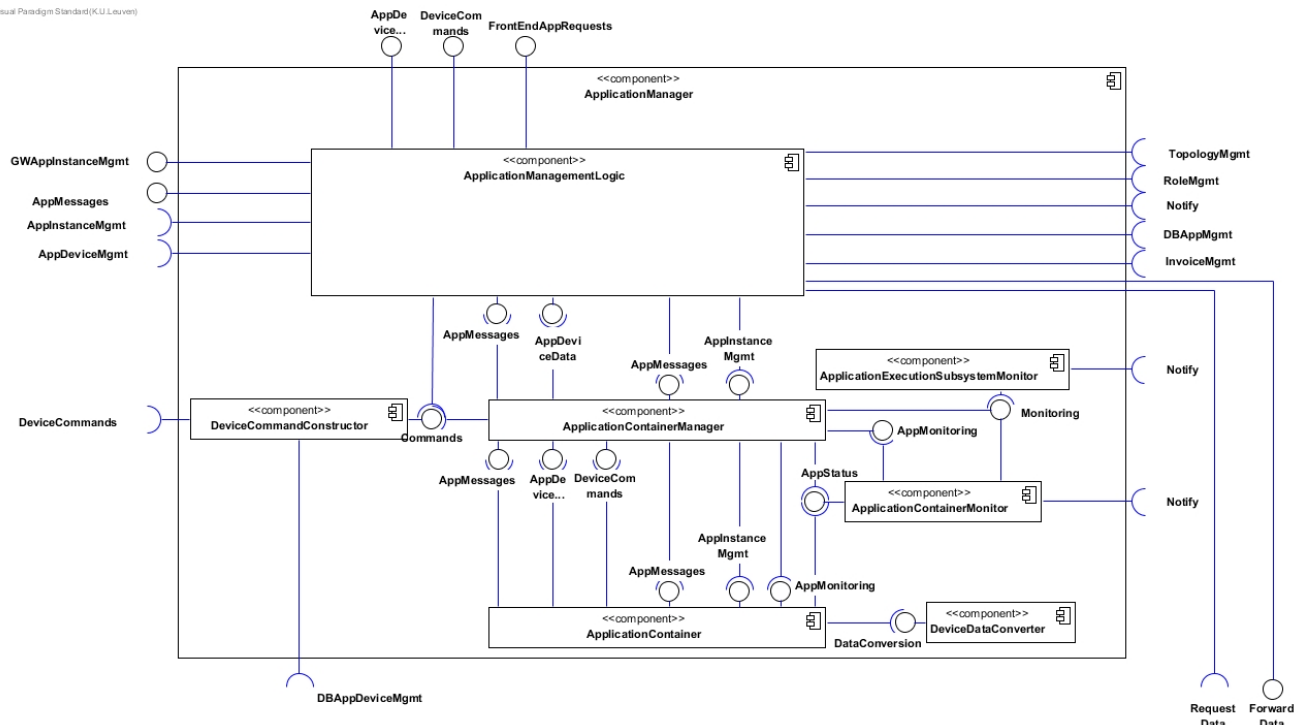 sual Paradigm Standard(K.U.Leuven)
AppDe
vice...
DeviceCom
mands
FrontEndAppRequests
<<component>>
ApplicationManager
GWAppInstanceMgmt
AppMessages
AppInstanceMgmt
AppDeviceMgmt
<<component>>
ApplicationManagementLogic
TopologyMgmt
RoleMgmt
Notify
DBAppMgmt
InvoiceMgmt
AppMessages
AppDevi
ceData
AppMessages
AppInstance
Mgmt
<<component>>
ApplicationExecutionSubsystemMonitor
Notify
DeviceCommands
<<component>>
DeviceCommandConstructor
Commands
<<component>>
ApplicationContainerManager
Monitoring
AppMonitoring
AppMessages
AppDe
vice...
DeviceCom
mands
AppStatus
<<component>>
ApplicationContainerMonitor
Notify
AppInstance
Mgmt
AppMessages
AppMonitoring
<<component>>
ApplicationContainer
DataConversion
<<component>>
DeviceDataConverter
DBAppDeviceMgmt
Request
Data
Forward
Data